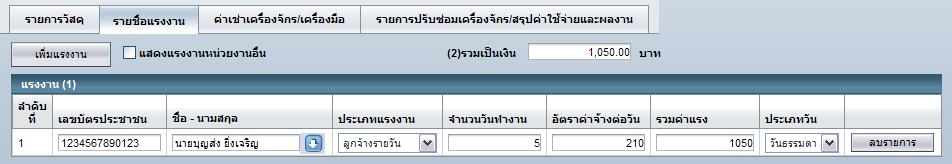 รายการวัสดุ รายชื่อแรงงาน ค่าเช่าเครื่องจักร/เครื่องมือ รายการปรับซ่อมเครื่องจักร/สรุปค่าใช้จ่ายและผลงาน
เพิ่มแรงงาน แสดงแรงงานหน่วยงานอื่น (2)รวมเป็นเงิน 1,050.00 บาท
แรงงาน (1)
ลำดับที่ เลขบัตรประชาชน ชื่อ - นามสกุล ประเภทแรงงาน จำนวนวันทำงาน อัตราค่าจ้างต่อวัน รวมค่าแรง ประเภทวัน
1 1234567890123 นายบุญส่ง ยิ่งเจริญ ลูกจ้างรายวัน 5 210 1050 วันธรรมดา ลบรายการ